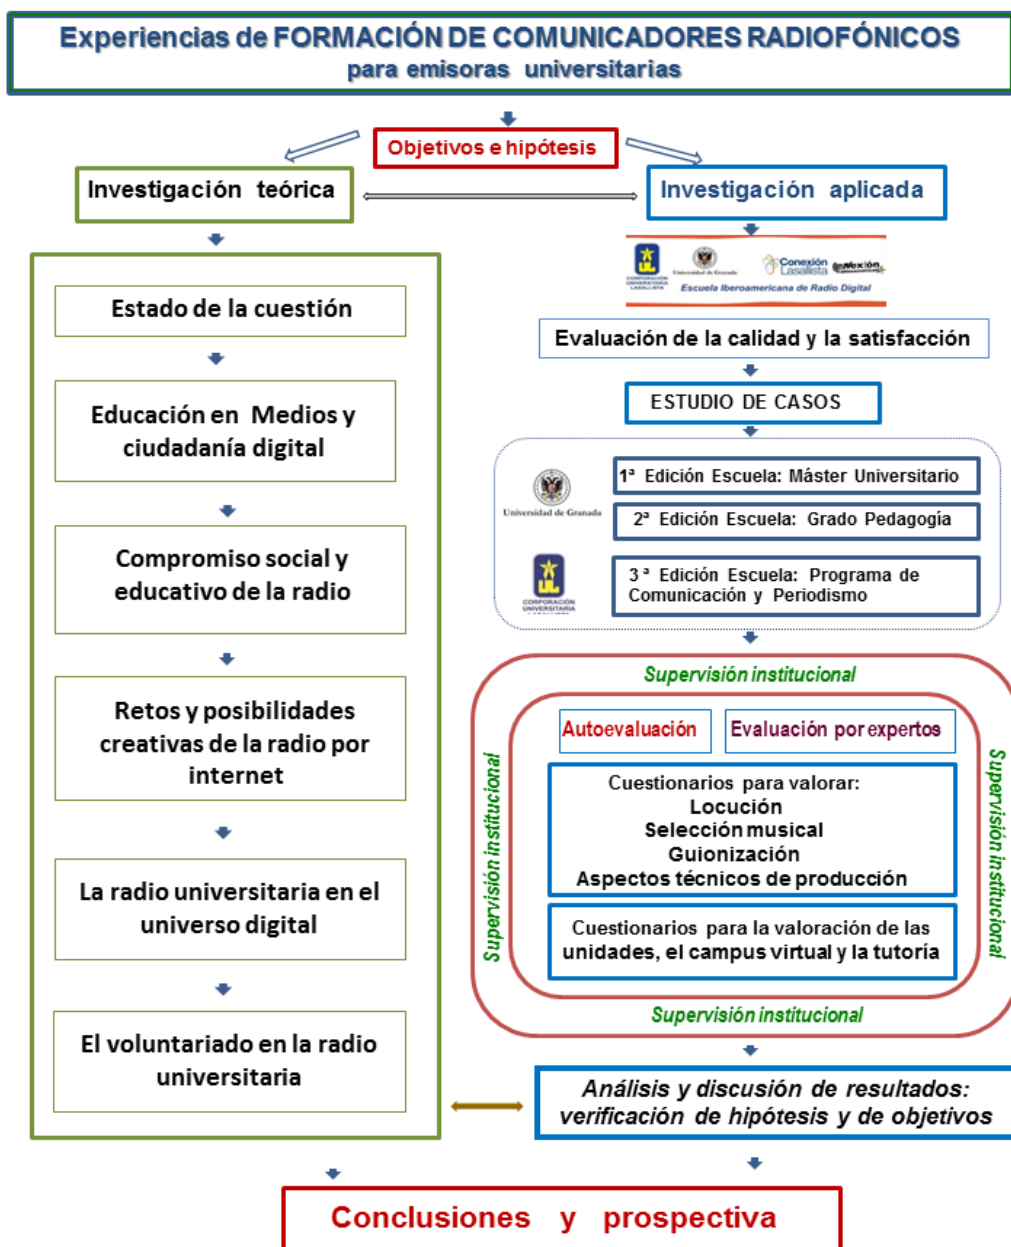 Experiencias de FORMACIÓN DE COMUNICADORES RADIOFÓNICOS
para emisoras universitarias
Objetivos e hipótesis
Investigación teórica
Investigación aplicada
Estado de la cuestión
Educación en Medios y
ciudadanía digital
Compromiso social y
educativo de la radio
Retos y posibilidades
creativas de la radio por
internet
La radio universitaria en el
universo digital
El voluntariado en la radio
universitaria
CORPORACIÓN
UNIVERSITARIA
LASALLISTA
Universidad de Granada
Conexión
Lasallista
Escuela Iberoamericana de Radio Digital
Evaluación de la calidad y la satisfacción
ESTUDIO DE CASOS
Universidad de Granada
1ª Edición Escuela: Máster Universitario
2ª Edición Escuela: Grado Pedagogía
CORPORACIÓN
UNIVERSITARIA
3ª Edición Escuela: Programa de
Comunicación y Periodismo
Supervisión institucional
Supervisión institucional
Supervisión institucional
Autoevaluación
Evaluación por expertos
Cuestionarios para valorar:
Locución
Selección musical
Guionización
Aspectos técnicos de producción
Cuestionarios para la valoración de las
unidades, el campus virtual y la tutoría
Supervisión institucional
Análisis y discusión de resultados:
verificación de hipótesis y de objetivos
Conclusiones y prospectiva